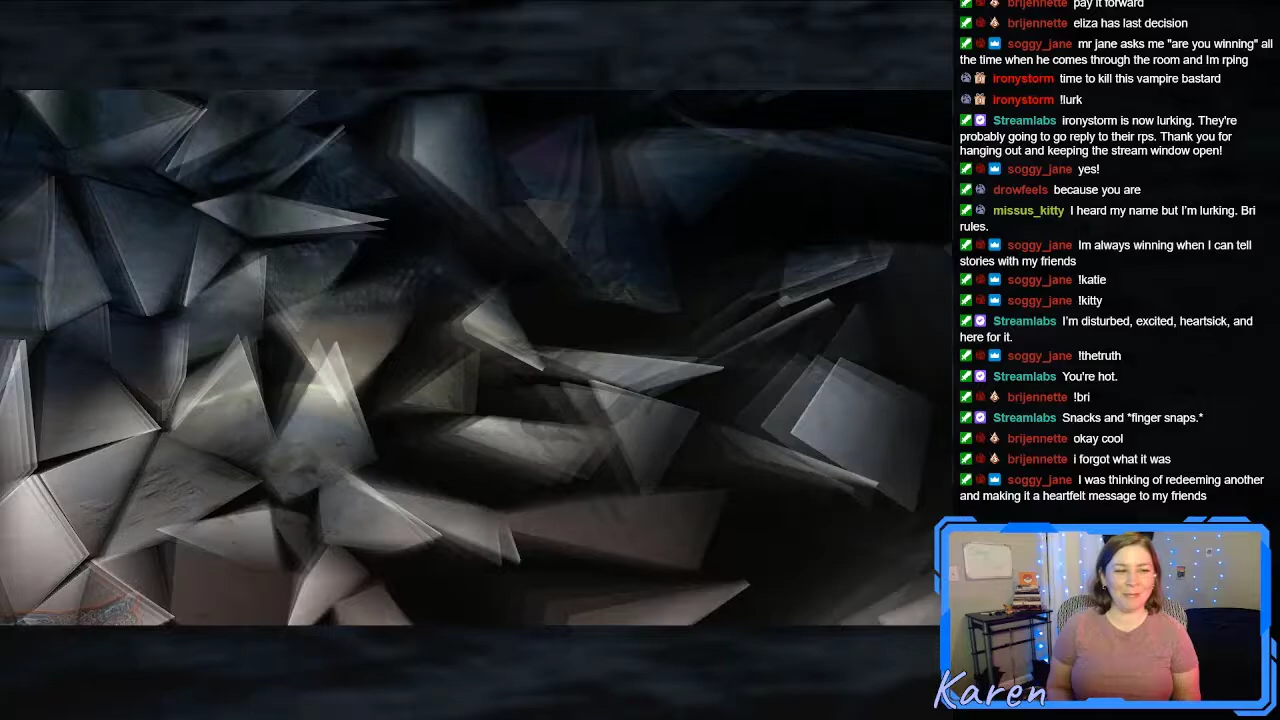 brijennette pay it forward
brijennette eliza has last decision
soggy_jane mr jane asks me "are you winning" all
the time when he comes through the room and Im rping
ironystorm time to kill this vampire bastard
ironystorm !lurk
Streamlabs ironystorm is now lurking. They're
probably going to go reply to their rps. Thank you for
hanging out and keeping the stream window open!
soggy_jane yes!
drowfeels because you are
missus_kitty I heard my name but I'm lurking. Bri
rules.
soggy_jane Im always winning when I can tell
stories with my friends
soggy_jane !katie
soggy_jane !kitty
Streamlabs I'm disturbed, excited, heartsick, and
here for it.
soggy_jane !thetruth
Streamlabs You're hot.
brijennette !bri
Streamlabs Snacks and *finger snaps.*
brijennette okay cool
brijennette i forgot what it was
soggy_jane I was thinking of redeeming another
and making it a heartfelt message to my friends
Karen